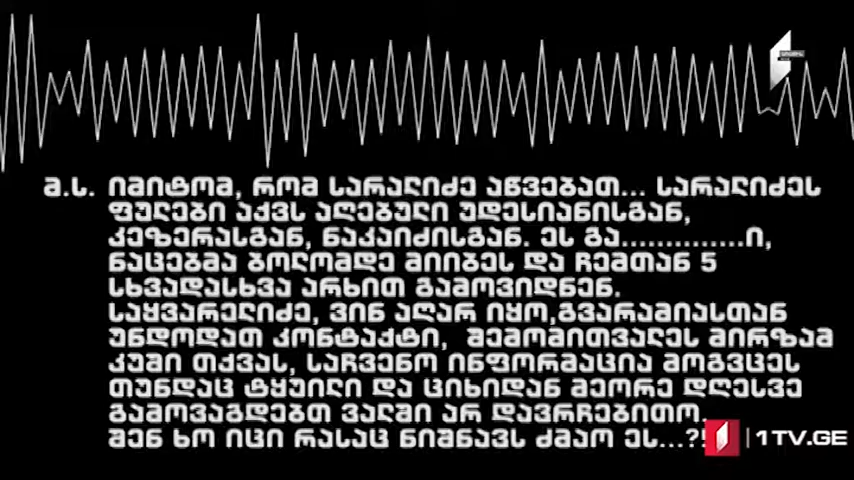 მ.ს. იმიტომ, რომ სარალიძე აწვებათ... სარალიძეს
ფულები აქვს აღებული უდესიანისგან,
კეზერასგან, ნაკაიძისგან. ეს გა..............ი,
ნაცებმა ბოლომდე მიიბეს და ჩემთან 5
სხვადასხვა არხით გამოვიდნენ.
საყვარელიძე, ვინ აღარ იყო,გვარამიასთან
უნდოდათ კონტაქტი, შემომითვალეს მირზამ
კუში თქვას, საჩვენო ინფორმაცია მოგვცეს
თუნდაც ტყუილი და ციხიდან მეორე დღესვე
გამოვაგდებთ ვალში არ დავრჩებითო.
შენ ხო იცი რასაც ნიშნავს ძმაო ეს...?!
1TV.GE